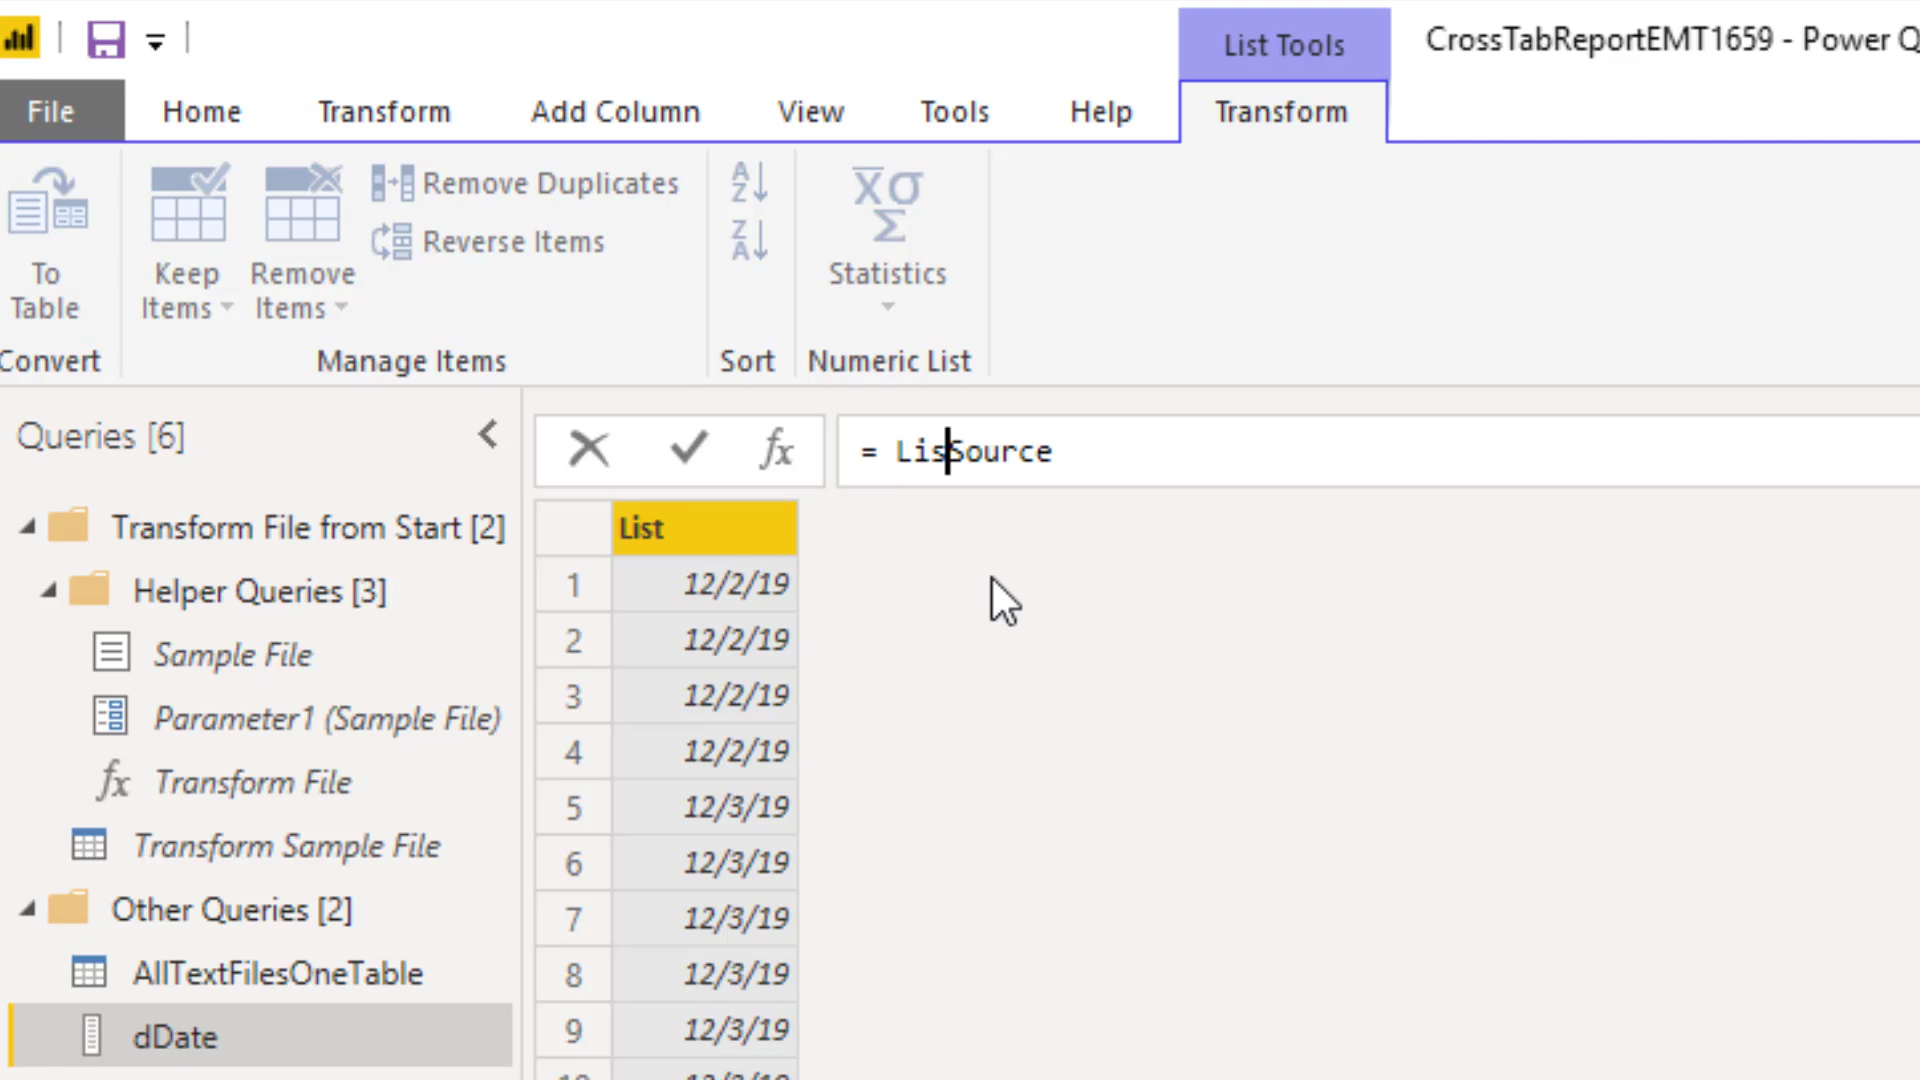 List Tools
CrossTabReportEMT1659 - Power Q
File
Home
Transform
Add Column
View
Tools
Help
Transform
To
Table
Keep
Items
Remove
Items
Remove Duplicates
Reverse Items
A
Z
Z
A
X̅σ
Σ
Statistics
Convert
Manage Items
Sort
Numeric List
Queries [6]
fx
= LisSource
Transform File from Start [2]
Helper Queries [3]
Sample File
Parameter1 (Sample File)
fx Transform File
Transform Sample File
Other Queries [2]
AllTextFilesOneTable
dDate
List
1 12/2/19
2 12/2/19
3 12/2/19
4 12/2/19
5 12/3/19
6 12/3/19
7 12/3/19
8 12/3/19
9 12/3/19